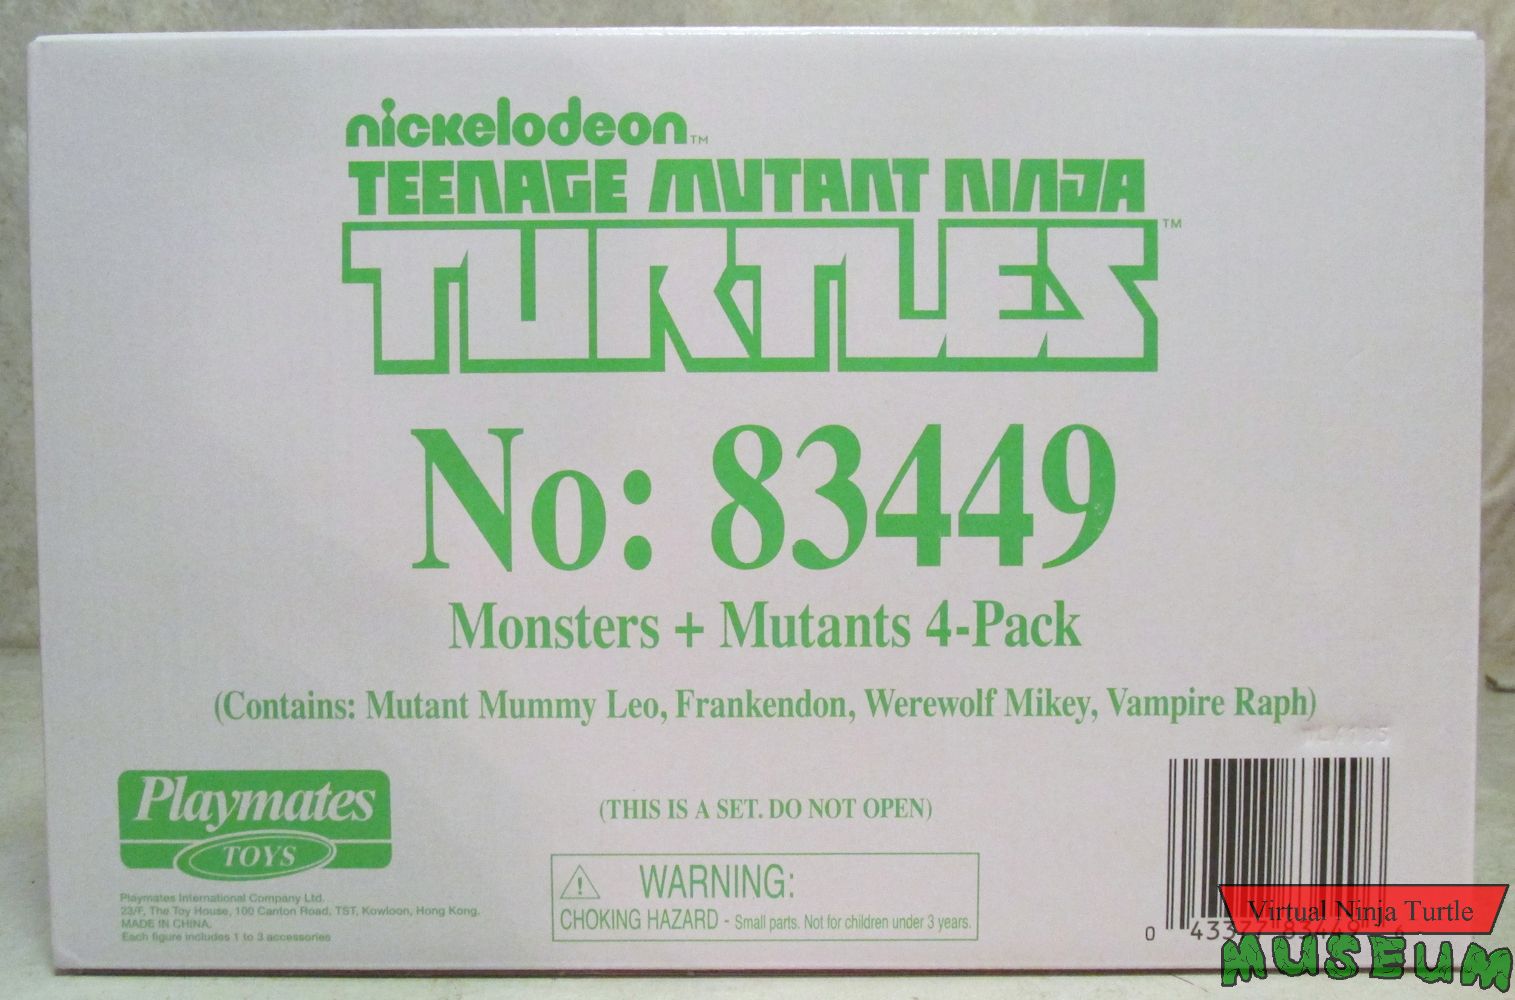 nickelodeon™
TEENAGE MUTANT NINJA
TURTLES™
No: 83449
Monsters + Mutants 4-Pack
(Contains: Mutant Mummy Leo, Frankendon, Werewolf Mikey, Vampire Raph)
Playmates
TOYS
Playmates International Company Ltd.
23/F, The Toy House, 100 Canton Road, TST, Kowloon, Hong Kong.
MADE IN CHINA.
Each figure includes 1 to 3 accessories
(THIS IS A SET. DO NOT OPEN)
WARNING:
CHOKING HAZARD - Small parts. Not for children under 3 years.
0 43377 83449
Virtual Ninja Turtle
MUSEUM